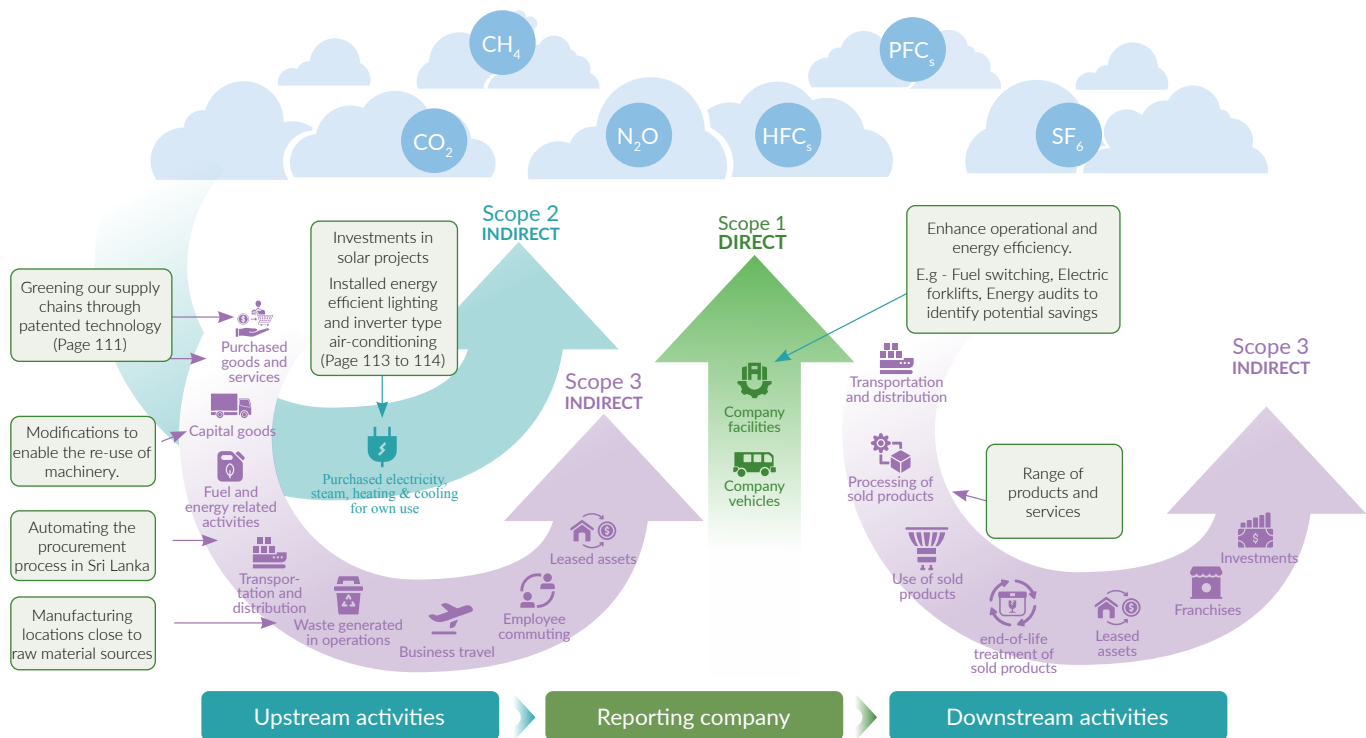 CH4
PFCs
CO2
N2O
HFCs
SF6
Scope 2
INDIRECT
Scope 1
DIRECT
Investments in
solar projects
Installed energy
efficient lighting
and inverter type
air-conditioning
(Page 113 to 114)
Enhance operational and
energy efficiency.
E.g - Fuel switching, Electric
forklifts, Energy audits to
identify potential savings
Greening our supply
chains through
patented technology
(Page 111)
Purchased
goods and
services
Capital goods
Modifications to
enable the re-use of
machinery.
Fuel and
energy related
activities
Automating the
procurement
process in Sri Lanka
Transpor-
tation and
distribution
Manufacturing
locations close to
raw material sources
Waste generated
in operations
Business travel
Employee
commuting
Leased assets
Scope 3
INDIRECT
Purchased electricity,
steam, heating & cooling
for own use
Company
facilities
Company
vehicles
Transportation
and distribution
Processing of
sold products
Range of
products and
services
Use of sold
products
end-of-life
treatment of
sold products
Leased
assets
Franchises
Investments
Scope 3
INDIRECT
Upstream activities
Reporting company
Downstream activities